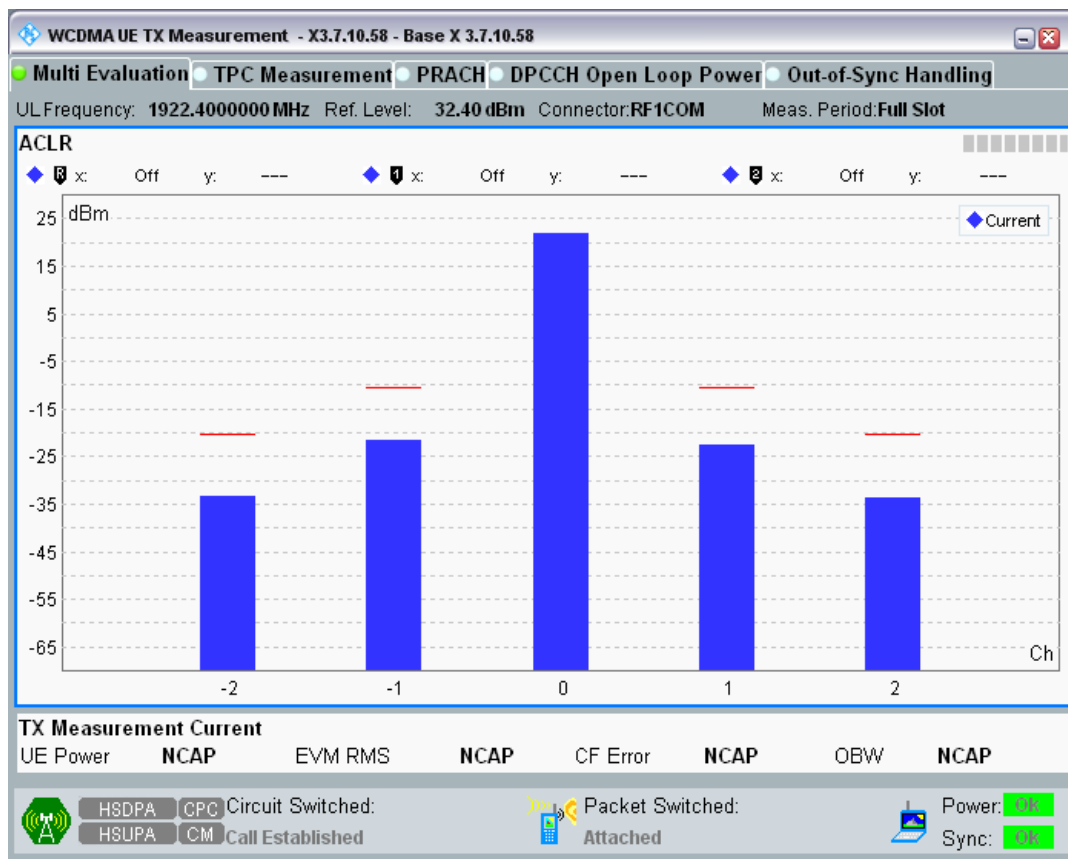 WCDMA UE TX Measurement - X3.7.10.58 - Base X 3.7.10.58
Multi Evaluation TPC Measurement PRACH DPCCH Open Loop Power Out-of-Sync Handling
UL Frequency: 1922.4000000 MHz Ref. Level: 32.40 dBm Connector:RF1COM Meas. Period:Full Slot
ACLR
R x: Off y: --- 1 x: Off y: --- 2 x: Off y: ---
dBm
Current
25
15
5
-5
-15
-25
-35
-45
-55
-65
Ch
-2 -1 0 1 2
TX Measurement Current
UE Power NCAP EVM RMS NCAP CF Error NCAP OBW NCAP
HSDPA CPC Circuit Switched: Packet Switched: Power: Ok
HSUPA CM Call Established Attached Sync: Ok